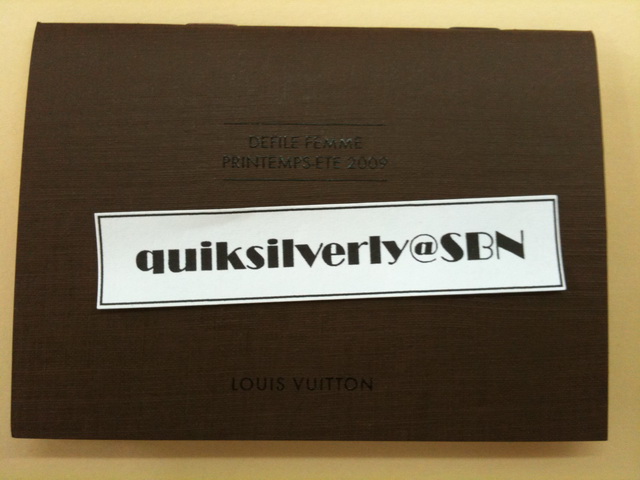 DEFILE FEMME
PRINTEMPS-ETE 2009
quiksilverly@SBN
LOUIS VUITTON